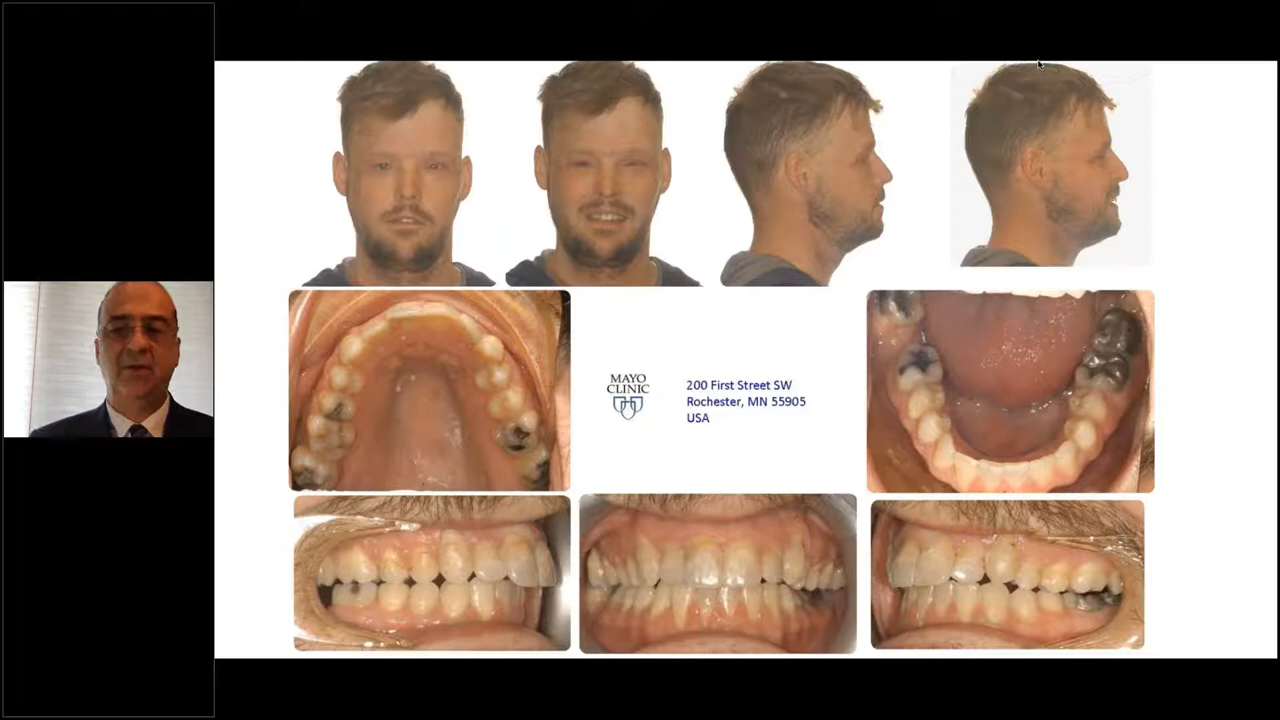 MAYO
CLINIC
200 First Street SW
Rochester, MN 55905
USA